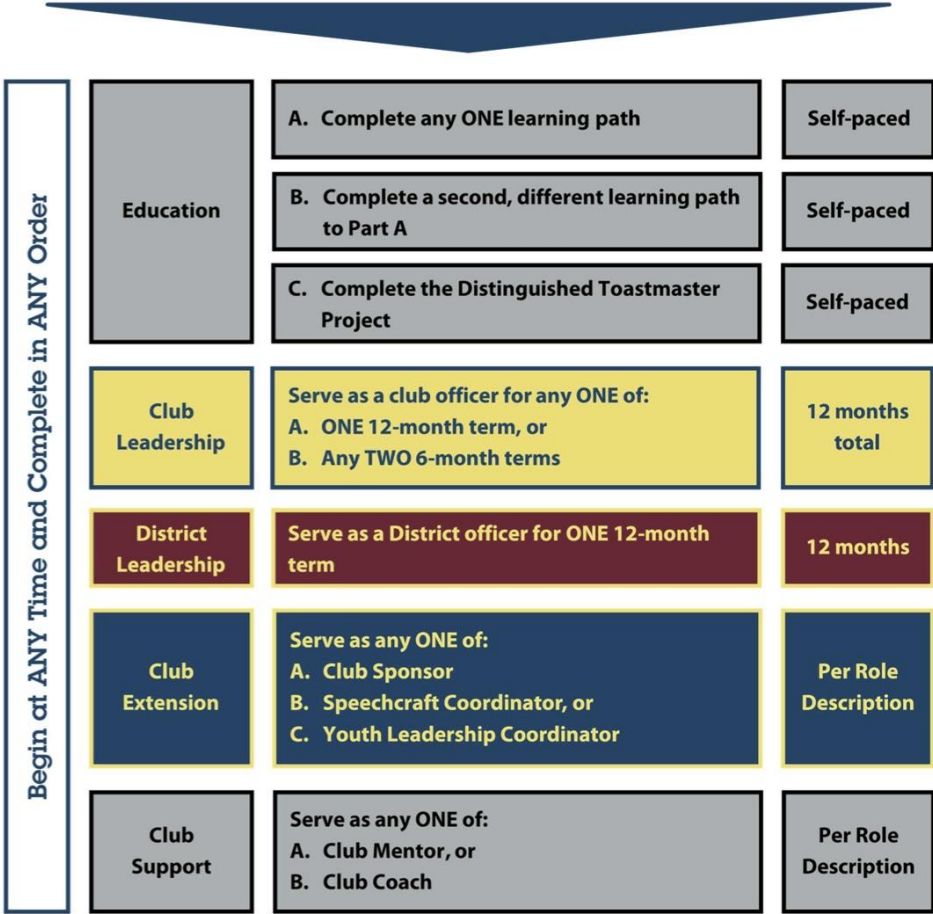 Begin at ANY Time and Complete in ANY Order
Education
A. Complete any ONE learning path
Self-paced
B. Complete a second, different learning path
to Part A
Self-paced
C. Complete the Distinguished Toastmaster
Project
Self-paced
Club
Leadership
Serve as a club officer for any ONE of:
A. ONE 12-month term, or
B. Any TWO 6-month terms
12 months
total
District
Leadership
Serve as a District officer for ONE 12-month
term
12 months
Club
Extension
Serve as any ONE of:
A. Club Sponsor
B. Speechcraft Coordinator, or
C. Youth Leadership Coordinator
Per Role
Description
Club
Support
Serve as any ONE of:
A. Club Mentor, or
B. Club Coach
Per Role
Description